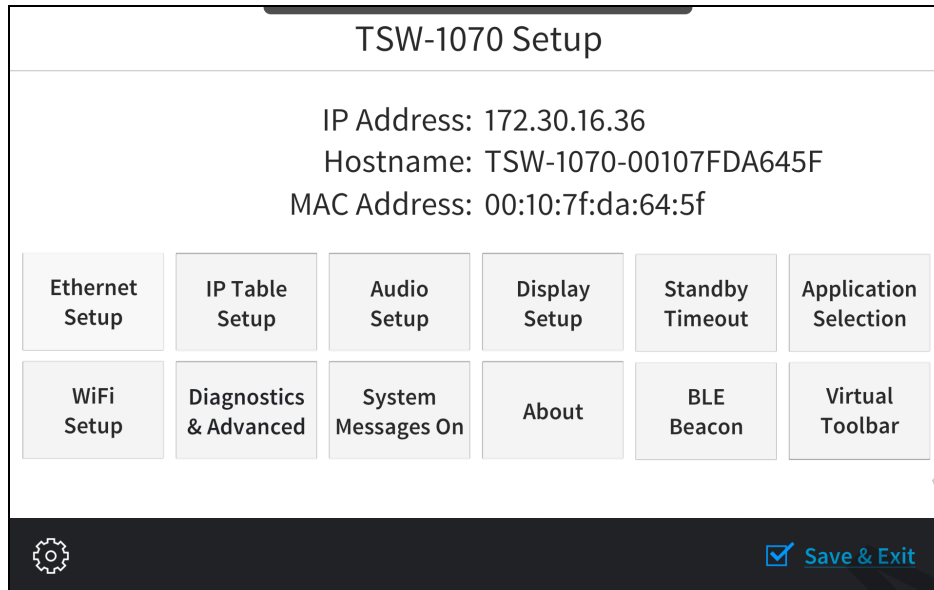 TSW-1070 Setup
IP Address: 172.30.16.36
Hostname: TSW-1070-00107FDA645F
MAC Address: 00:10:7f:da:64:5f
Ethernet
Setup
IP Table
Setup
Audio
Setup
Display
Setup
Standby
Timeout
Application
Selection
WiFi
Setup
Diagnostics
& Advanced
System
Messages On
About
BLE
Beacon
Virtual
Toolbar
Save & Exit